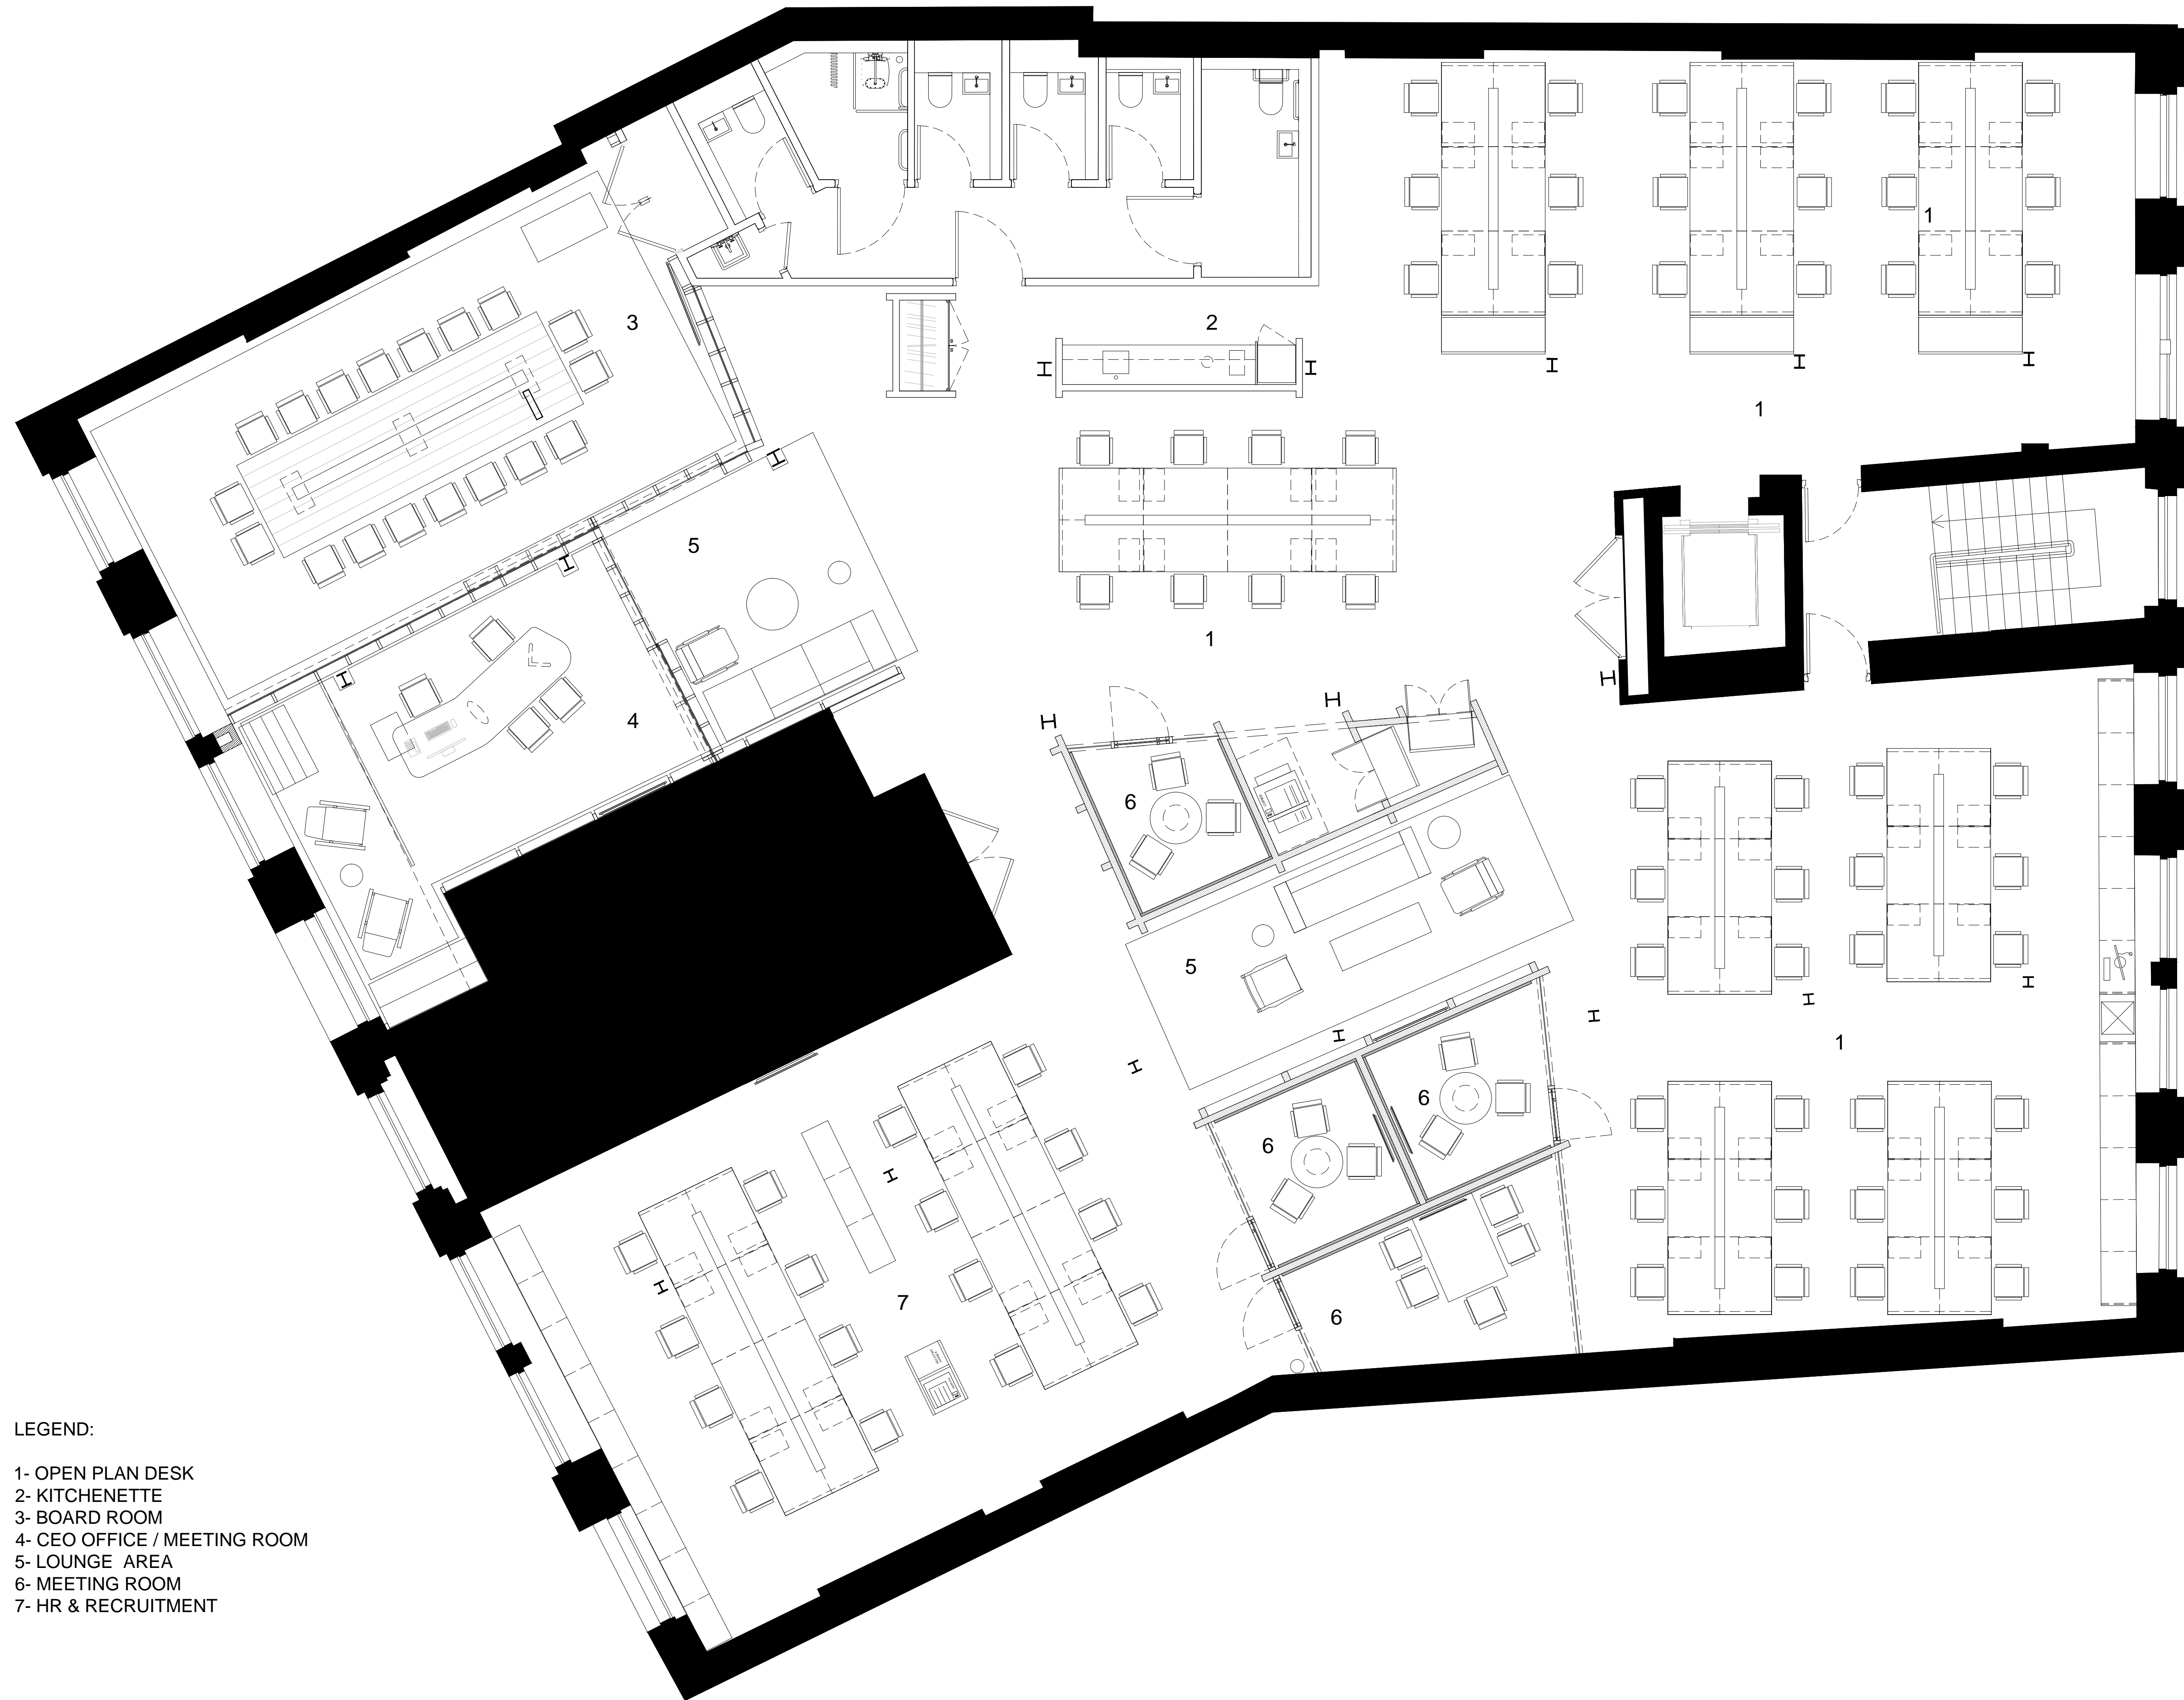 1
3
2
1
5
1
4
6
5
1
6
6
7
6
LEGEND:
1- OPEN PLAN DESK
2- KITCHENETTE
3- BOARD ROOM
4- CEO OFFICE / MEETING ROOM
5- LOUNGE  AREA
6- MEETING ROOM
7- HR & RECRUITMENT